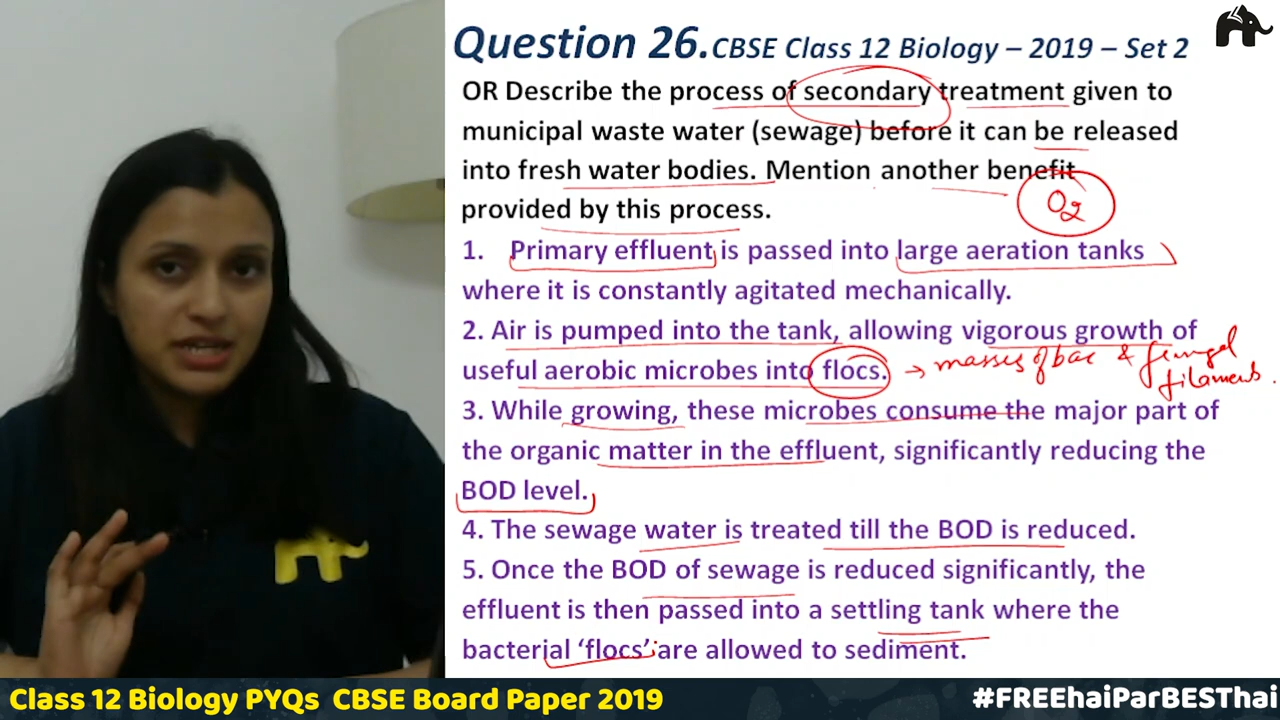 Question 26.CBSE Class 12 Biology – 2019 – Set 2
OR Describe the process of secondary treatment given to
municipal waste water (sewage) before it can be released
into fresh water bodies. Mention another benefit
provided by this process.
O2
1. Primary effluent is passed into large aeration tanks
where it is constantly agitated mechanically.
2. Air is pumped into the tank, allowing vigorous growth of
useful aerobic microbes into flocs.
→ masses of bac & fungal
filaments.
3. While growing, these microbes consume the major part of
the organic matter in the effluent, significantly reducing the
BOD level.
4. The sewage water is treated till the BOD is reduced.
5. Once the BOD of sewage is reduced significantly, the
effluent is then passed into a settling tank where the
bacterial ‘flocs’ are allowed to sediment.
Class 12 Biology PYQs CBSE Board Paper 2019
#FREEhaiParBESThai